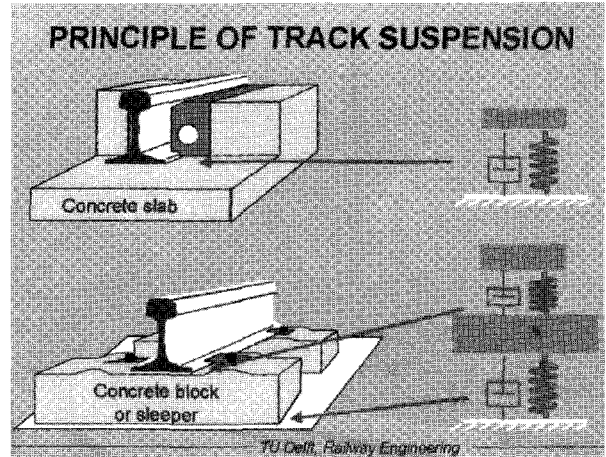 PRINCIPLE OF TRACK SUSPENSION
Concrete slab
Concrete block
or sleeper
TU Delft, Railway Engineering